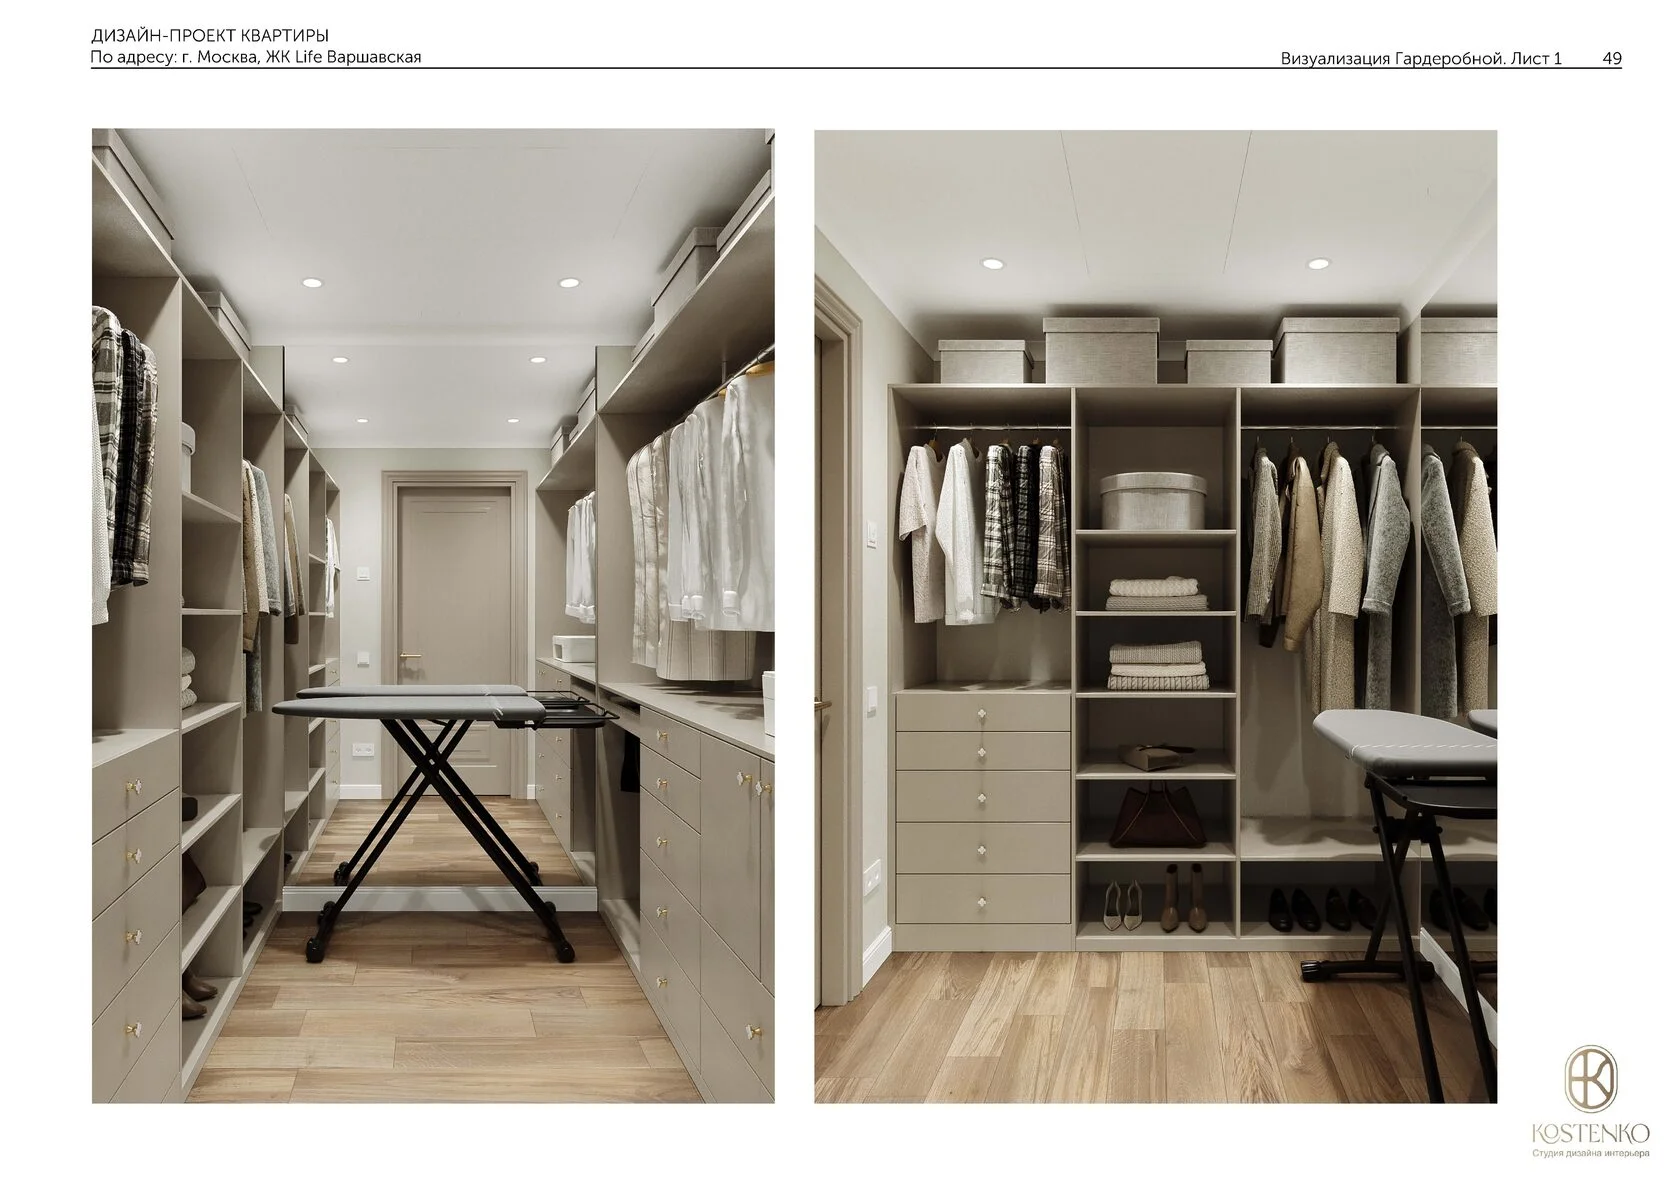 ДИЗАЙН-ПРОЕКТ КВАРТИРЫ
По адресу: г. Москва, ЖК Life Варшавская
Визуализация Гардеробной. Лист 1 49
KOSTENKO
Студия дизайна интерьера